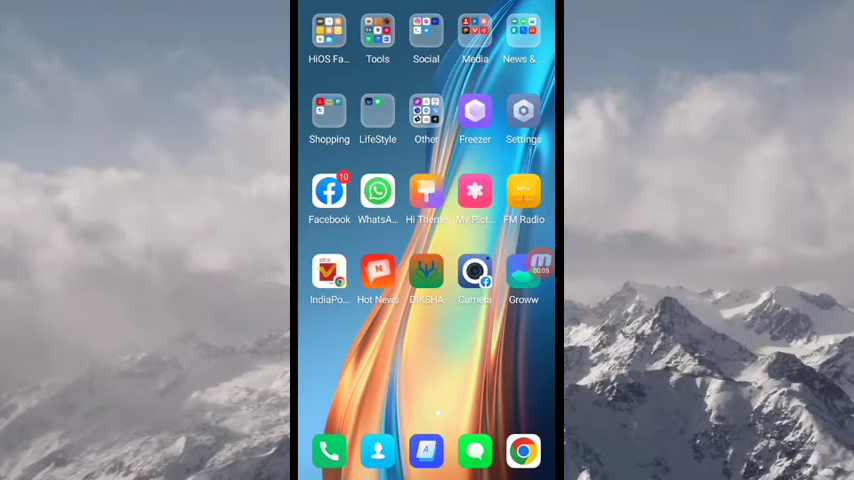 HiOS Fa...
Tools
Social
Media
News & ...
Shopping
LifeStyle
Other
Freezer
Settings
10
Facebook
WhatsA...
Hi Theme
My Pict...
FM Radio
00:05
IndiaPo...
Hot News
DIKSHA
Camera
Groww